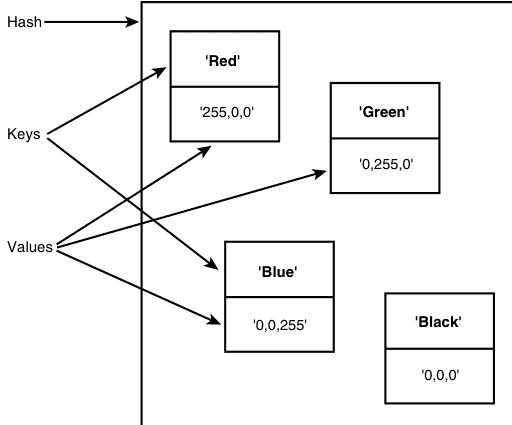 Hash
'Red'
'255,0,0'
'Green'
'0,255,0'
Keys
Values
'Blue'
'0,0,255'
'Black'
'0,0,0'